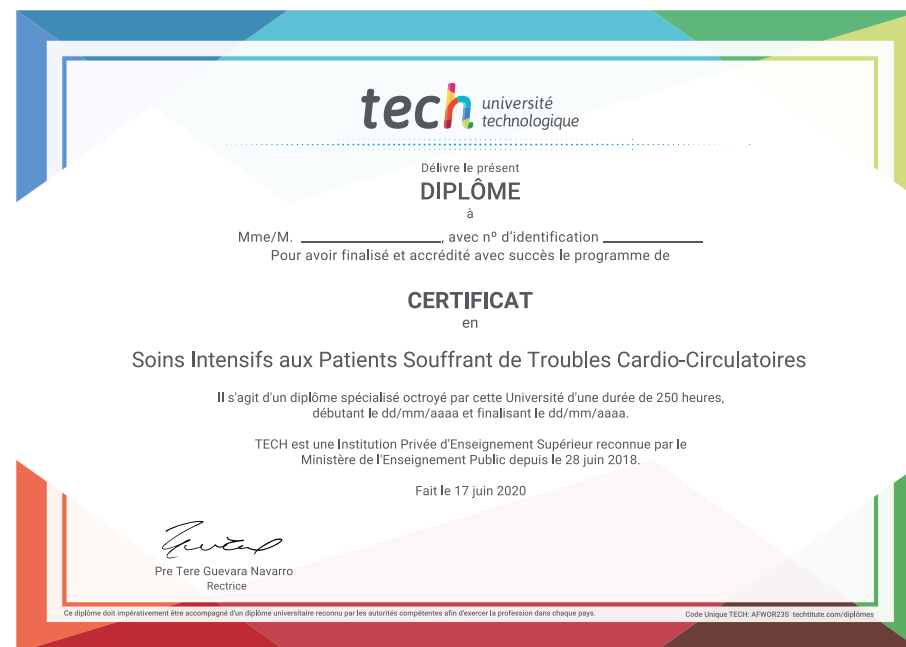 tech université
technologique
Délivre le présent
DIPLÔME
à
Mme/M. ____________________, avec nº d'identification ______________
Pour avoir finalisé et accrédité avec succès le programme de
CERTIFICAT
en
Soins Intensifs aux Patients Souffrant de Troubles Cardio-Circulatoires
Il s'agit d'un diplôme spécialisé octroyé par cette Université d'une durée de 250 heures,
débutant le dd/mm/aaaa et finalisant le dd/mm/aaaa.
TECH est une Institution Privée d'Enseignement Supérieur reconnue par le
Ministère de l'Enseignement Public depuis le 28 juin 2018.
Fait le 17 juin 2020
Pre Tere Guevara Navarro
Rectrice
Ce diplôme doit impérativement être accompagné d'un diplôme universitaire reconnu par les autorités compétentes afin d'exercer la profession dans chaque pays.
Code Unique TECH: AFWOR23S techtitute.com/diplômes